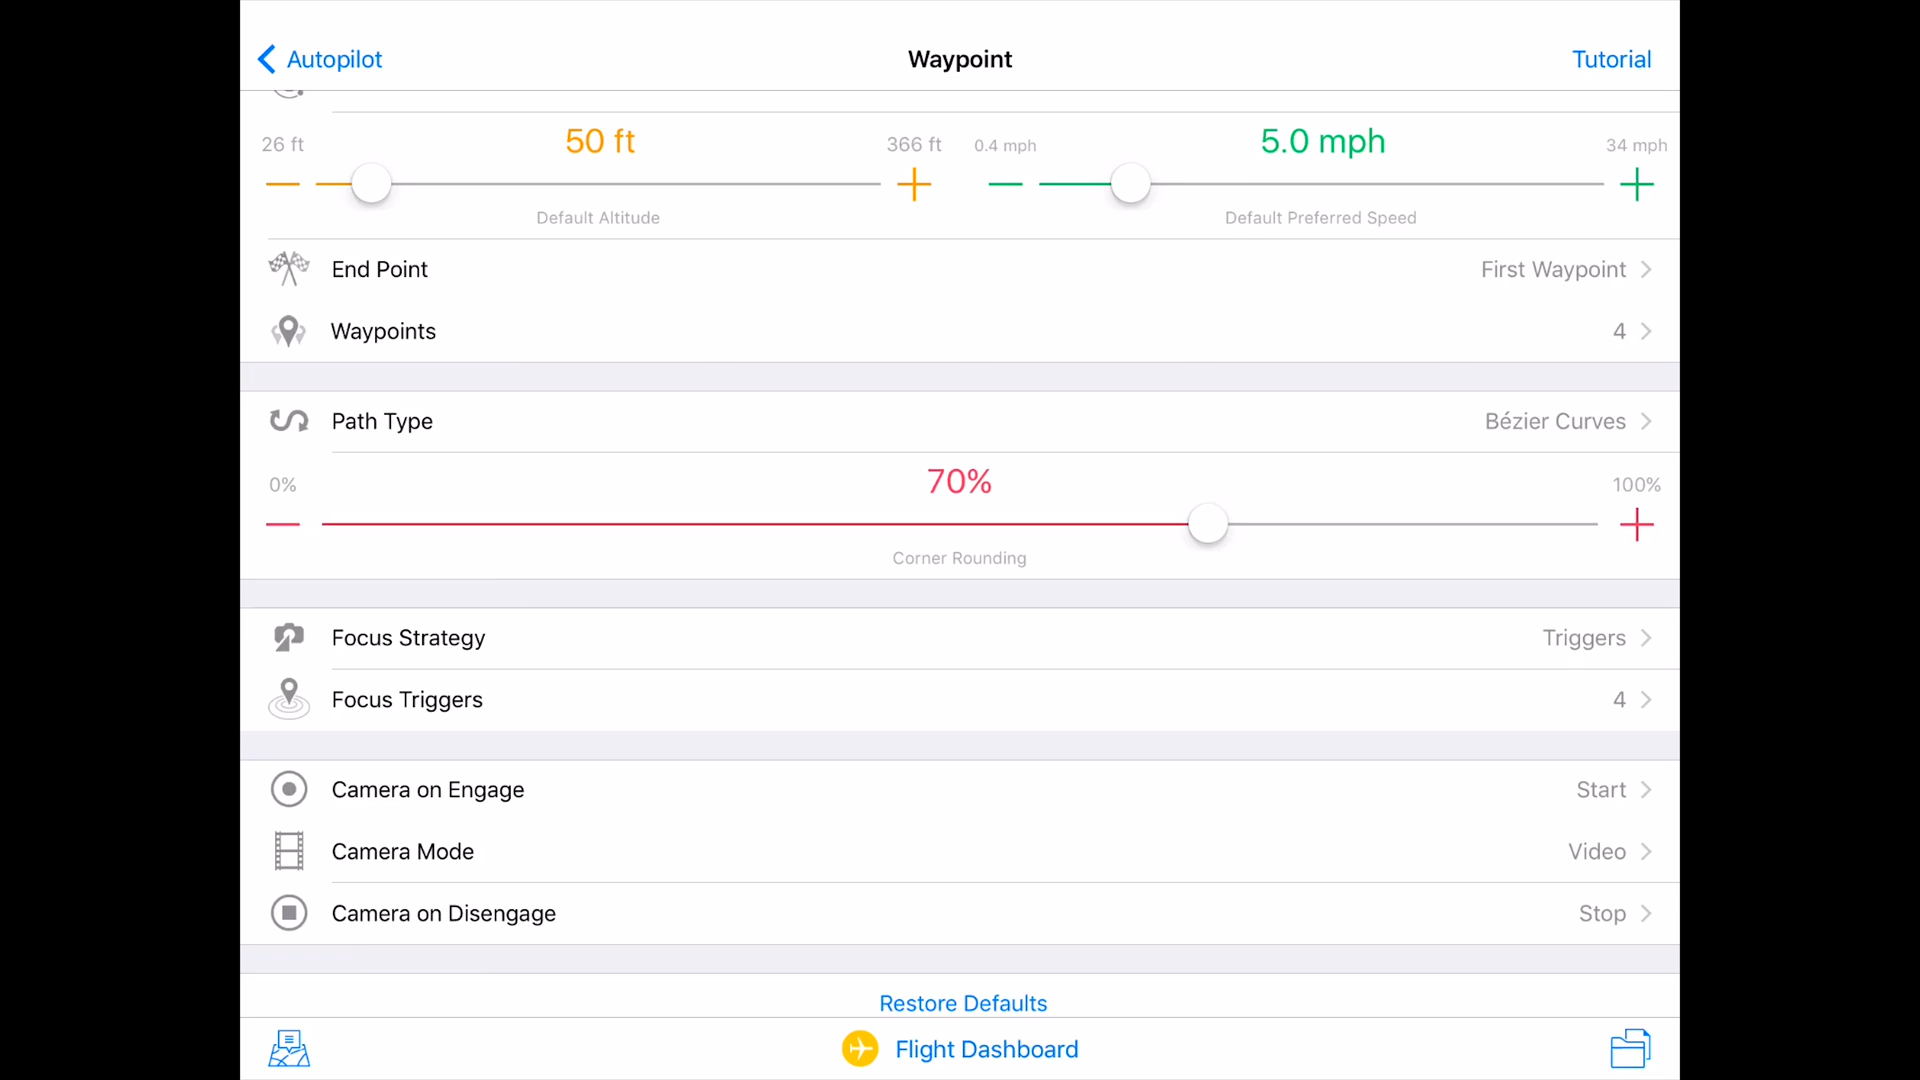 Autopilot
Waypoint
Tutorial
26 ft
50 ft
366 ft
0.4 mph
5.0 mph
34 mph
Default Altitude
Default Preferred Speed
End Point
First Waypoint
Waypoints
4
Path Type
Bézier Curves
0%
70%
100%
Corner Rounding
Focus Strategy
Triggers
Focus Triggers
4
Camera on Engage
Start
Camera Mode
Video
Camera on Disengage
Stop
Restore Defaults
Flight Dashboard